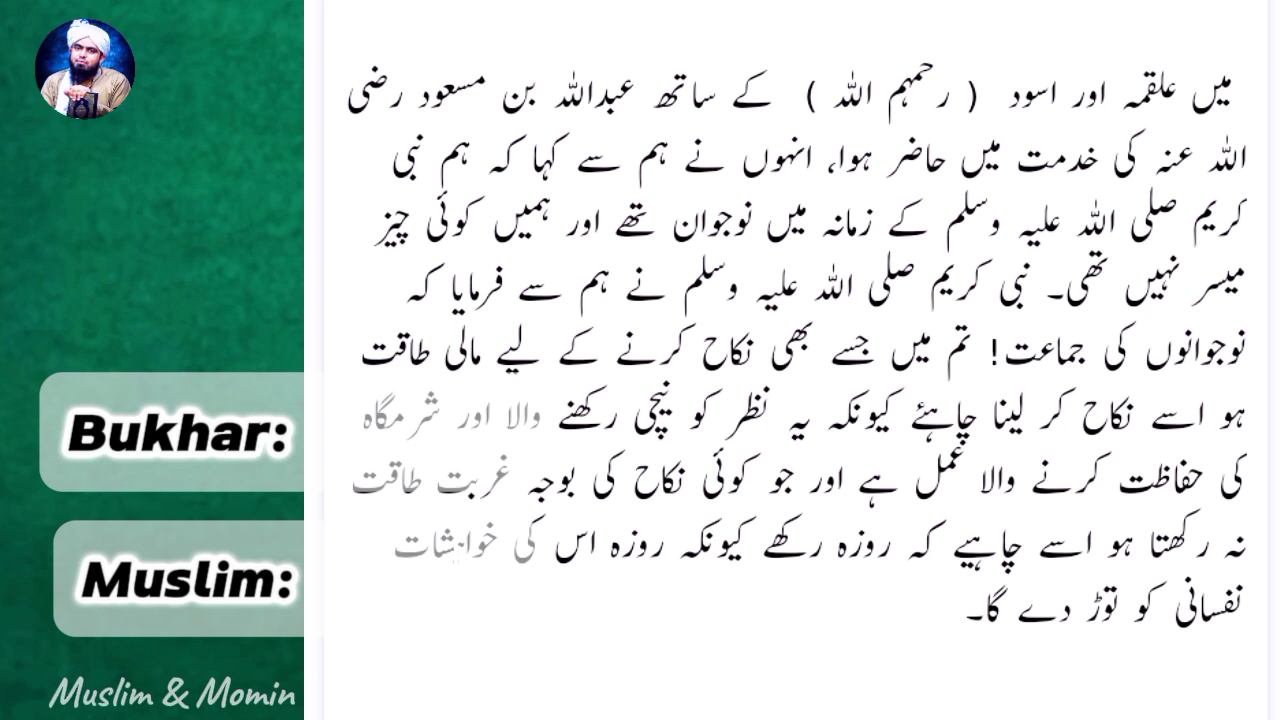 میں علقمہ اور اسود ( رحمہم اللہ ) کے ساتھ عبداللہ بن مسعود رضی
اللہ عنہ کی خدمت میں حاضر ہوا، انہوں نے ہم سے کہا کہ ہم نبی
کریم صلی اللہ علیہ وسلم کے زمانہ میں نوجوان تھے اور ہمیں کوئی چیز
میسر نہیں تھی۔ نبی کریم صلی اللہ علیہ وسلم نے ہم سے فرمایا کہ
نوجوانوں کی جماعت! تم میں جسے بھی نکاح کرنے کے لیے مالی طاقت
ہو اسے نکاح کر لینا چاہئے کیونکہ یہ نظر کو نیچی رکھنے والا اور شرمگاہ
کی حفاظت کرنے والا عمل ہے اور جو کوئی نکاح کی بوجہ غربت طاقت
نہ رکھتا ہو اسے چاہیے کہ روزہ رکھے کیونکہ روزہ اس کی خواہشات
نفسانی کو توڑ دے گا۔
Bukhar:
Muslim:
Muslim & Momin